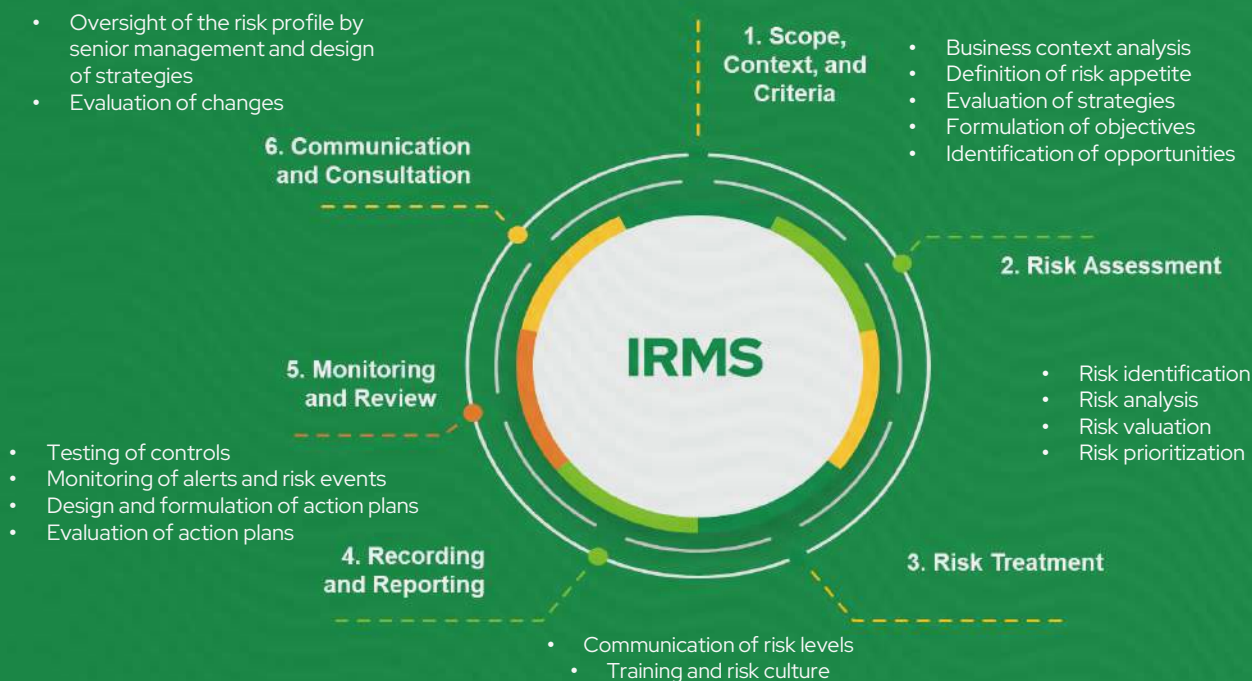 • Oversight of the risk profile by
senior management and design
of strategies
• Evaluation of changes
1. Scope,
Context, and
Criteria
• Business context analysis
• Definition of risk appetite
• Evaluation of strategies
• Formulation of objectives
• Identification of opportunities
6. Communication
and Consultation
2. Risk Assessment
IRMS
5. Monitoring
and Review
• Risk identification
• Risk analysis
• Risk valuation
• Risk prioritization
• Testing of controls
• Monitoring of alerts and risk events
• Design and formulation of action plans
• Evaluation of action plans
4. Recording
and Reporting
3. Risk Treatment
• Communication of risk levels
• Training and risk culture